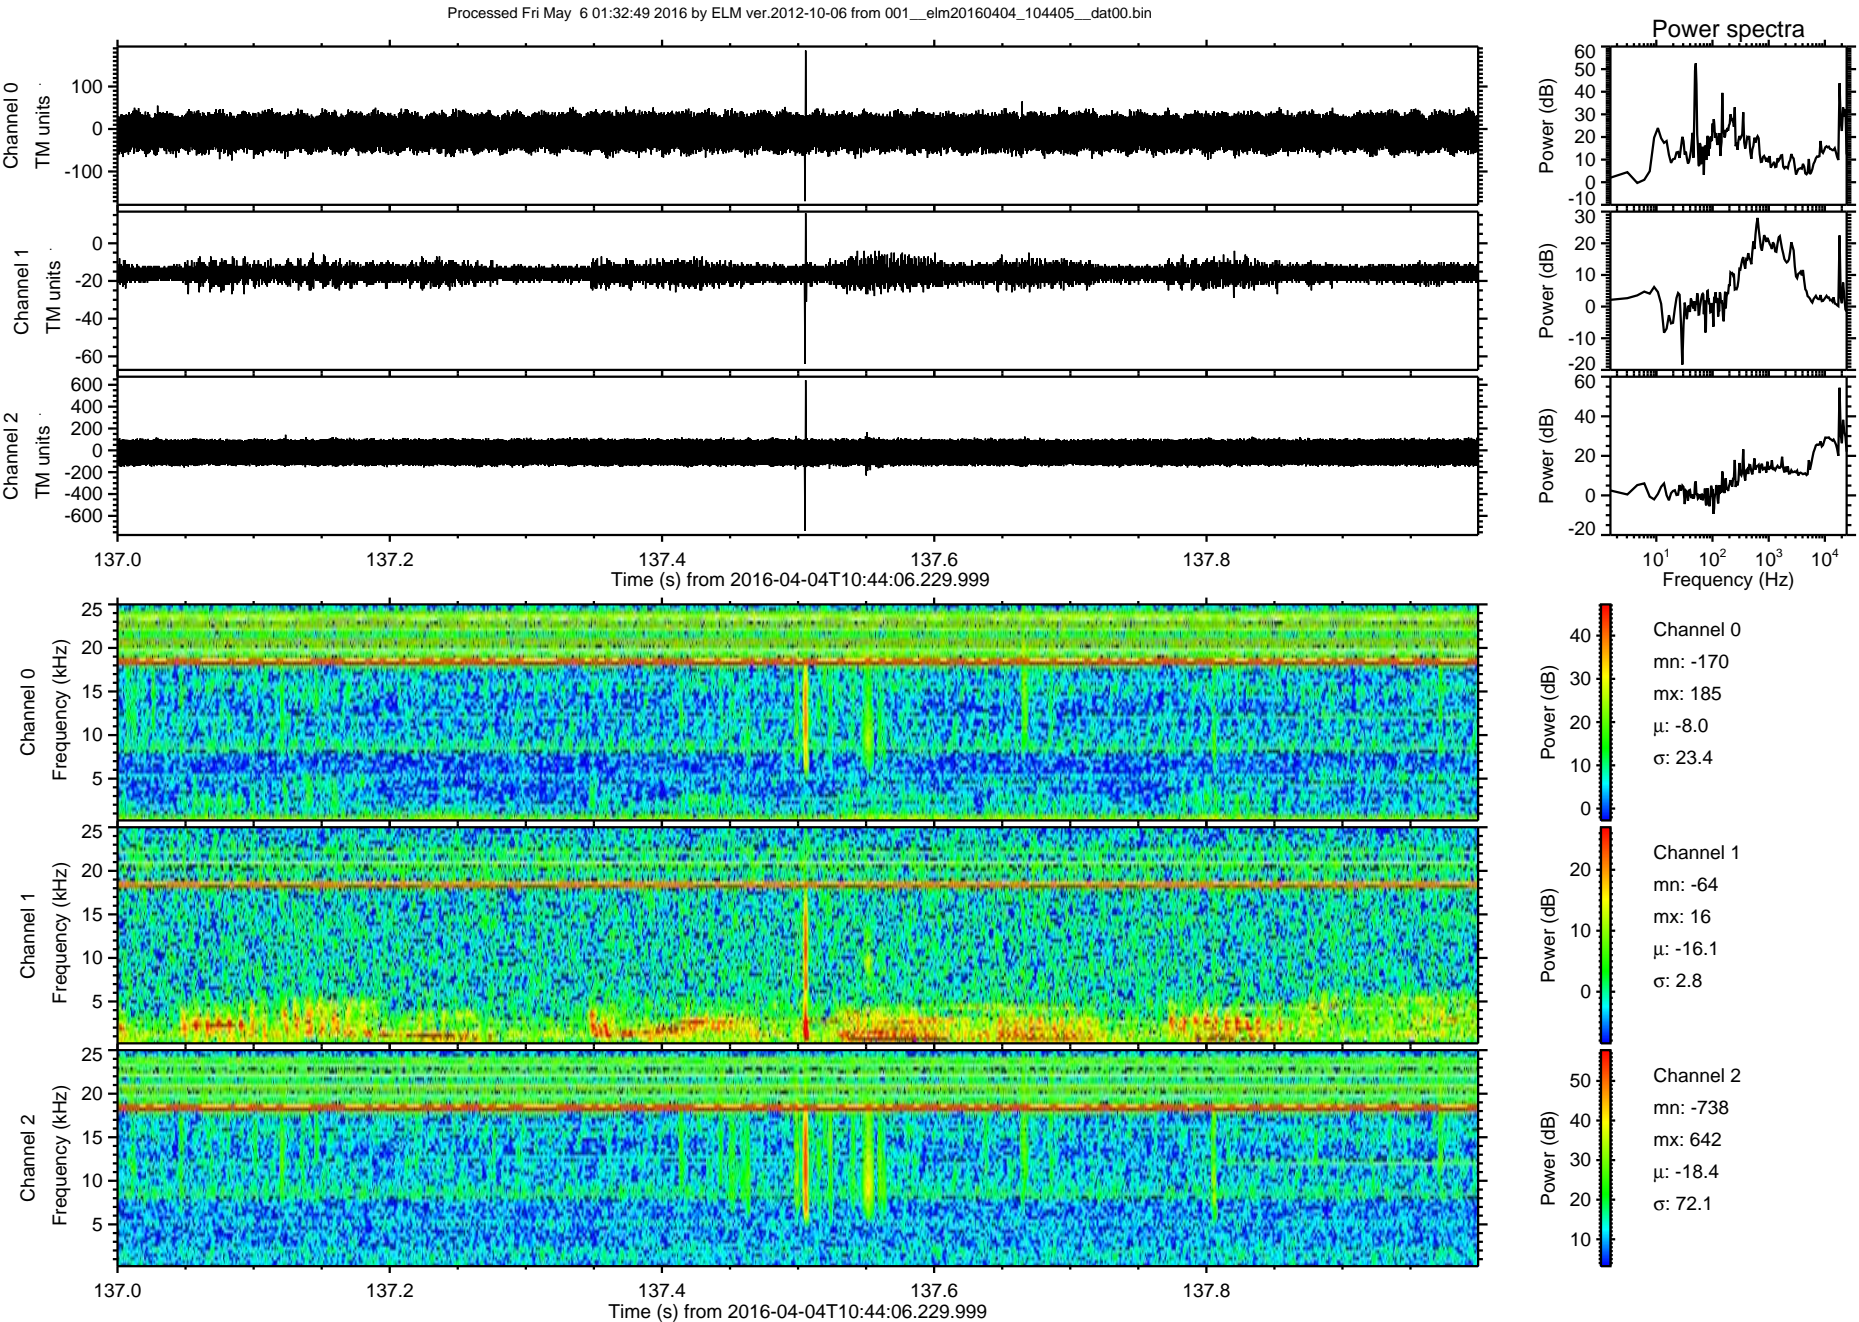 Processed Fri May  6 01:32:49 2016 by ELM ver.2012-10-06 from 001__elm20160404_104405__dat00.bin
Power spectra
Channel 0
TM units
100
0
-100
Power (dB)
60
50
40
30
20
10
0
-10
Channel 1
TM units
0
-20
-40
-60
Power (dB)
30
20
10
0
-10
-20
Channel 2
TM units
600
400
200
0
-200
-400
-600
Power (dB)
60
40
20
0
-20
137.0 137.2 137.4 137.6 137.8
Time (s) from 2016-04-04T10:44:06.229.999
10^1 10^2 10^3 10^4
Frequency (Hz)
Channel 0
Frequency (kHz)
25
20
15
10
5
Power (dB)
40
30
20
10
0
Channel 0
mn: -170
mx: 185
μ: -8.0
σ: 23.4
Channel 1
Frequency (kHz)
25
20
15
10
5
Power (dB)
20
10
0
Channel 1
mn: -64
mx: 16
μ: -16.1
σ: 2.8
Channel 2
Frequency (kHz)
25
20
15
10
5
Power (dB)
50
40
30
20
10
Channel 2
mn: -738
mx: 642
μ: -18.4
σ: 72.1
137.0 137.2 137.4 137.6 137.8
Time (s) from 2016-04-04T10:44:06.229.999